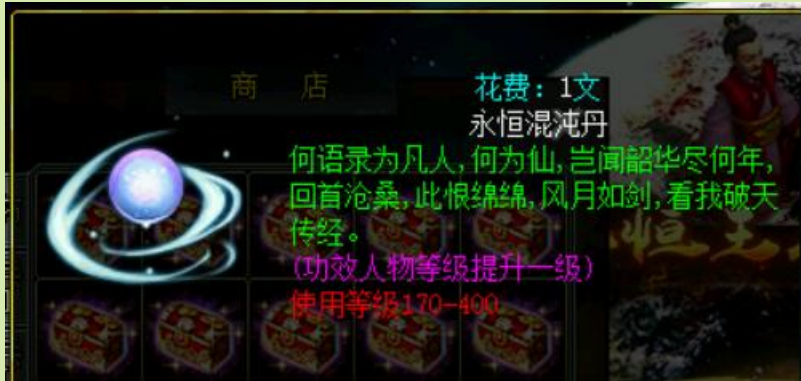 商 店
花费：1文
永恒混沌丹
何语录为凡人,何为仙,岂闻韶华尽何年,
回首沧桑,此恨绵绵,风月如剑,看我破天
传经。
(功效人物等级提升一级)
使用等级170-400